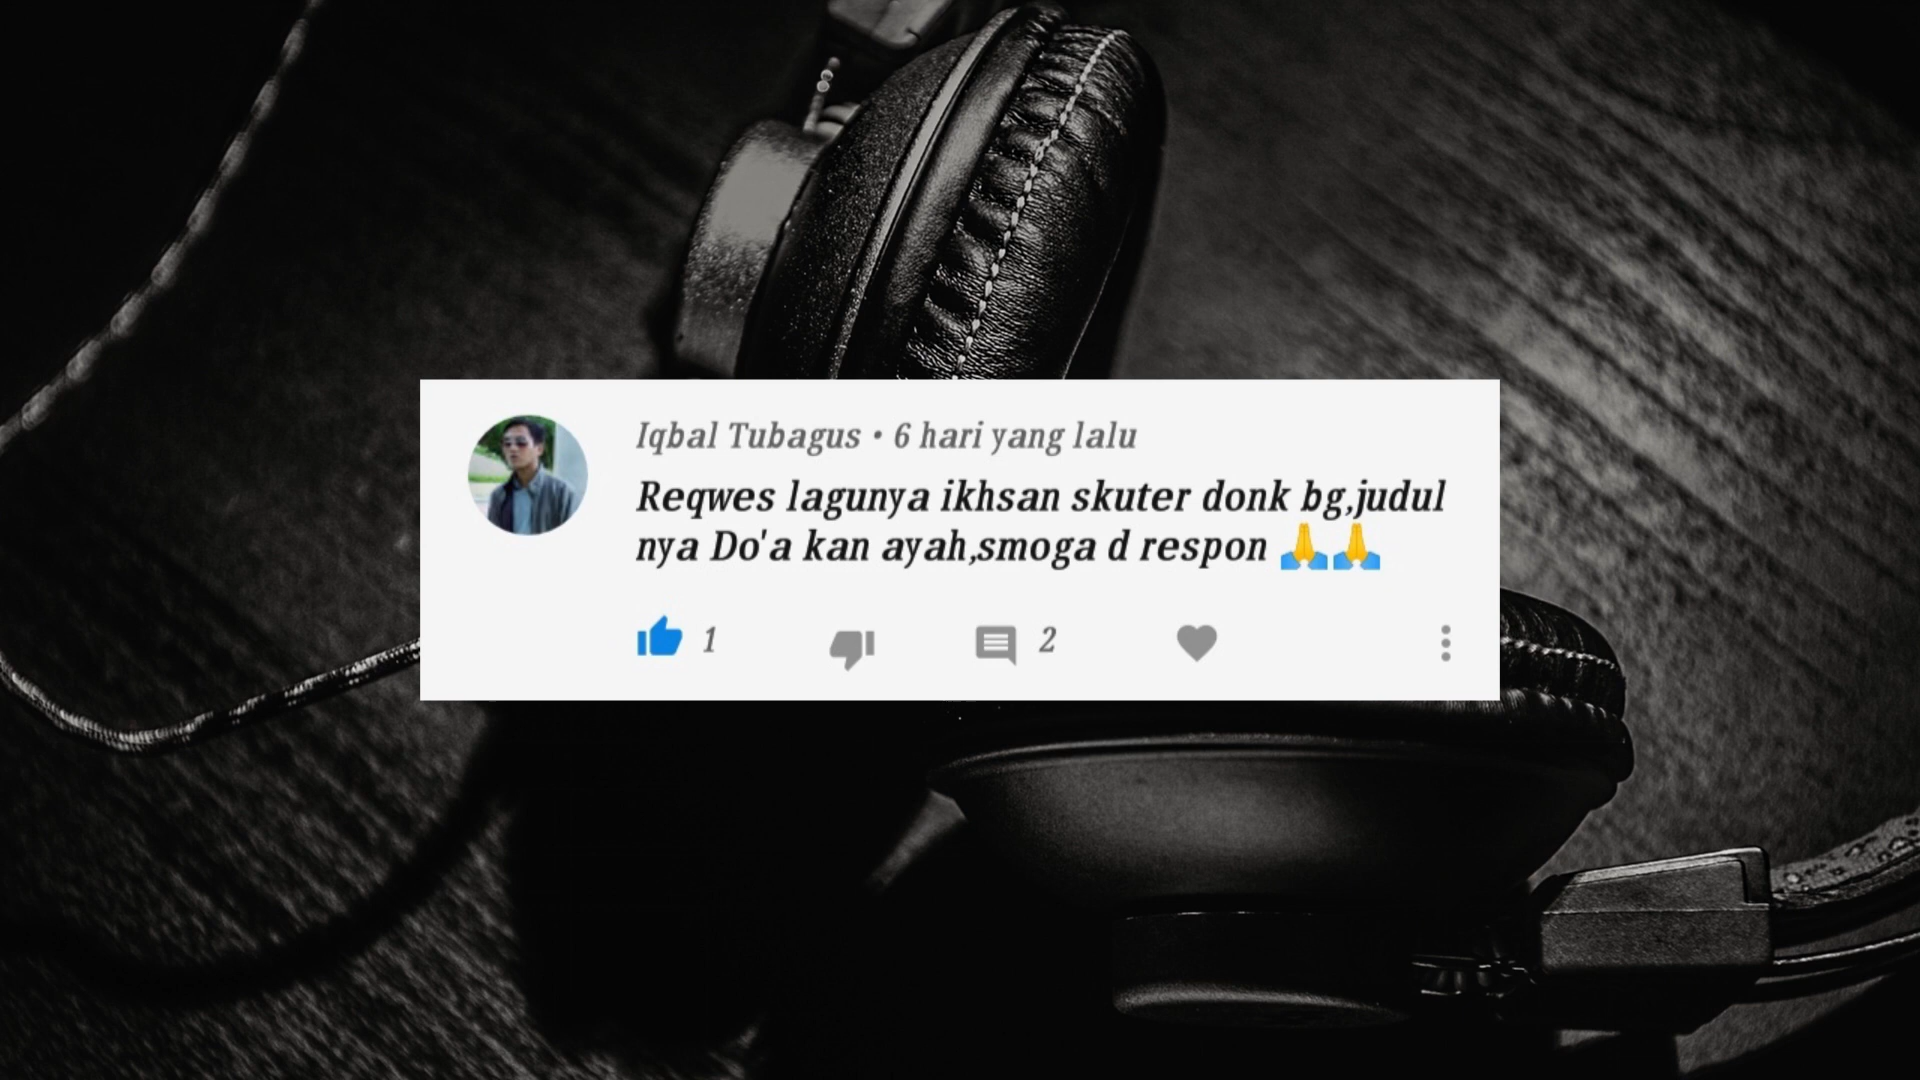 Iqbal Tubagus • 6 hari yang lalu
Reqwes lagunya ikhsan skuter donk bg,judul
nya Do'a kan ayah,smoga d respon 🙏🙏
1 2